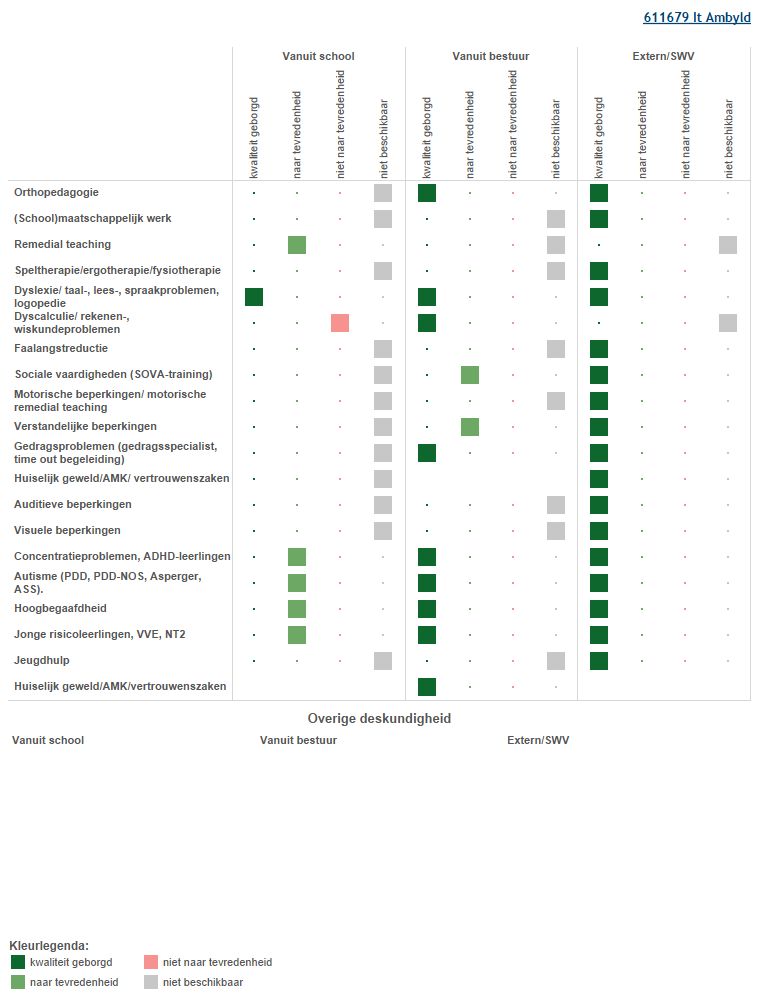 611679 It Ambyld
Vanuit school
Vanuit bestuur
Extern/SWV
kwaliteit geborgd
naar tevredenheid
niet naar tevredenheid
niet beschikbaar
kwaliteit geborgd
naar tevredenheid
niet naar tevredenheid
niet beschikbaar
kwaliteit geborgd
naar tevredenheid
niet naar tevredenheid
niet beschikbaar
Orthopedagogie
(School)maatschappelijk werk
Remedial teaching
Speltherapie/ergotherapie/fysiotherapie
Dyslexie/ taal-, lees-, spraakproblemen,
logopedie
Dyscalculie/ rekenen-,
wiskundeproblemen
Faalangstreductie
Sociale vaardigheden (SOVA-training)
Motorische beperkingen/ motorische
remedial teaching
Verstandelijke beperkingen
Gedragsproblemen (gedragsspecialist,
time out begeleiding)
Huiselijk geweld/AMK/ vertrouwenszaken
Auditieve beperkingen
Visuele beperkingen
Concentratieproblemen, ADHD-leerlingen
Autisme (PDD, PDD-NOS, Asperger,
ASS).
Hoogbegaafdheid
Jonge risicoleerlingen, VVE, NT2
Jeugdhulp
Huiselijk geweld/AMK/vertrouwenszaken
Overige deskundigheid
Vanuit school
Vanuit bestuur
Extern/SWV
Kleurlegenda:
kwaliteit geborgd
niet naar tevredenheid
naar tevredenheid
niet beschikbaar